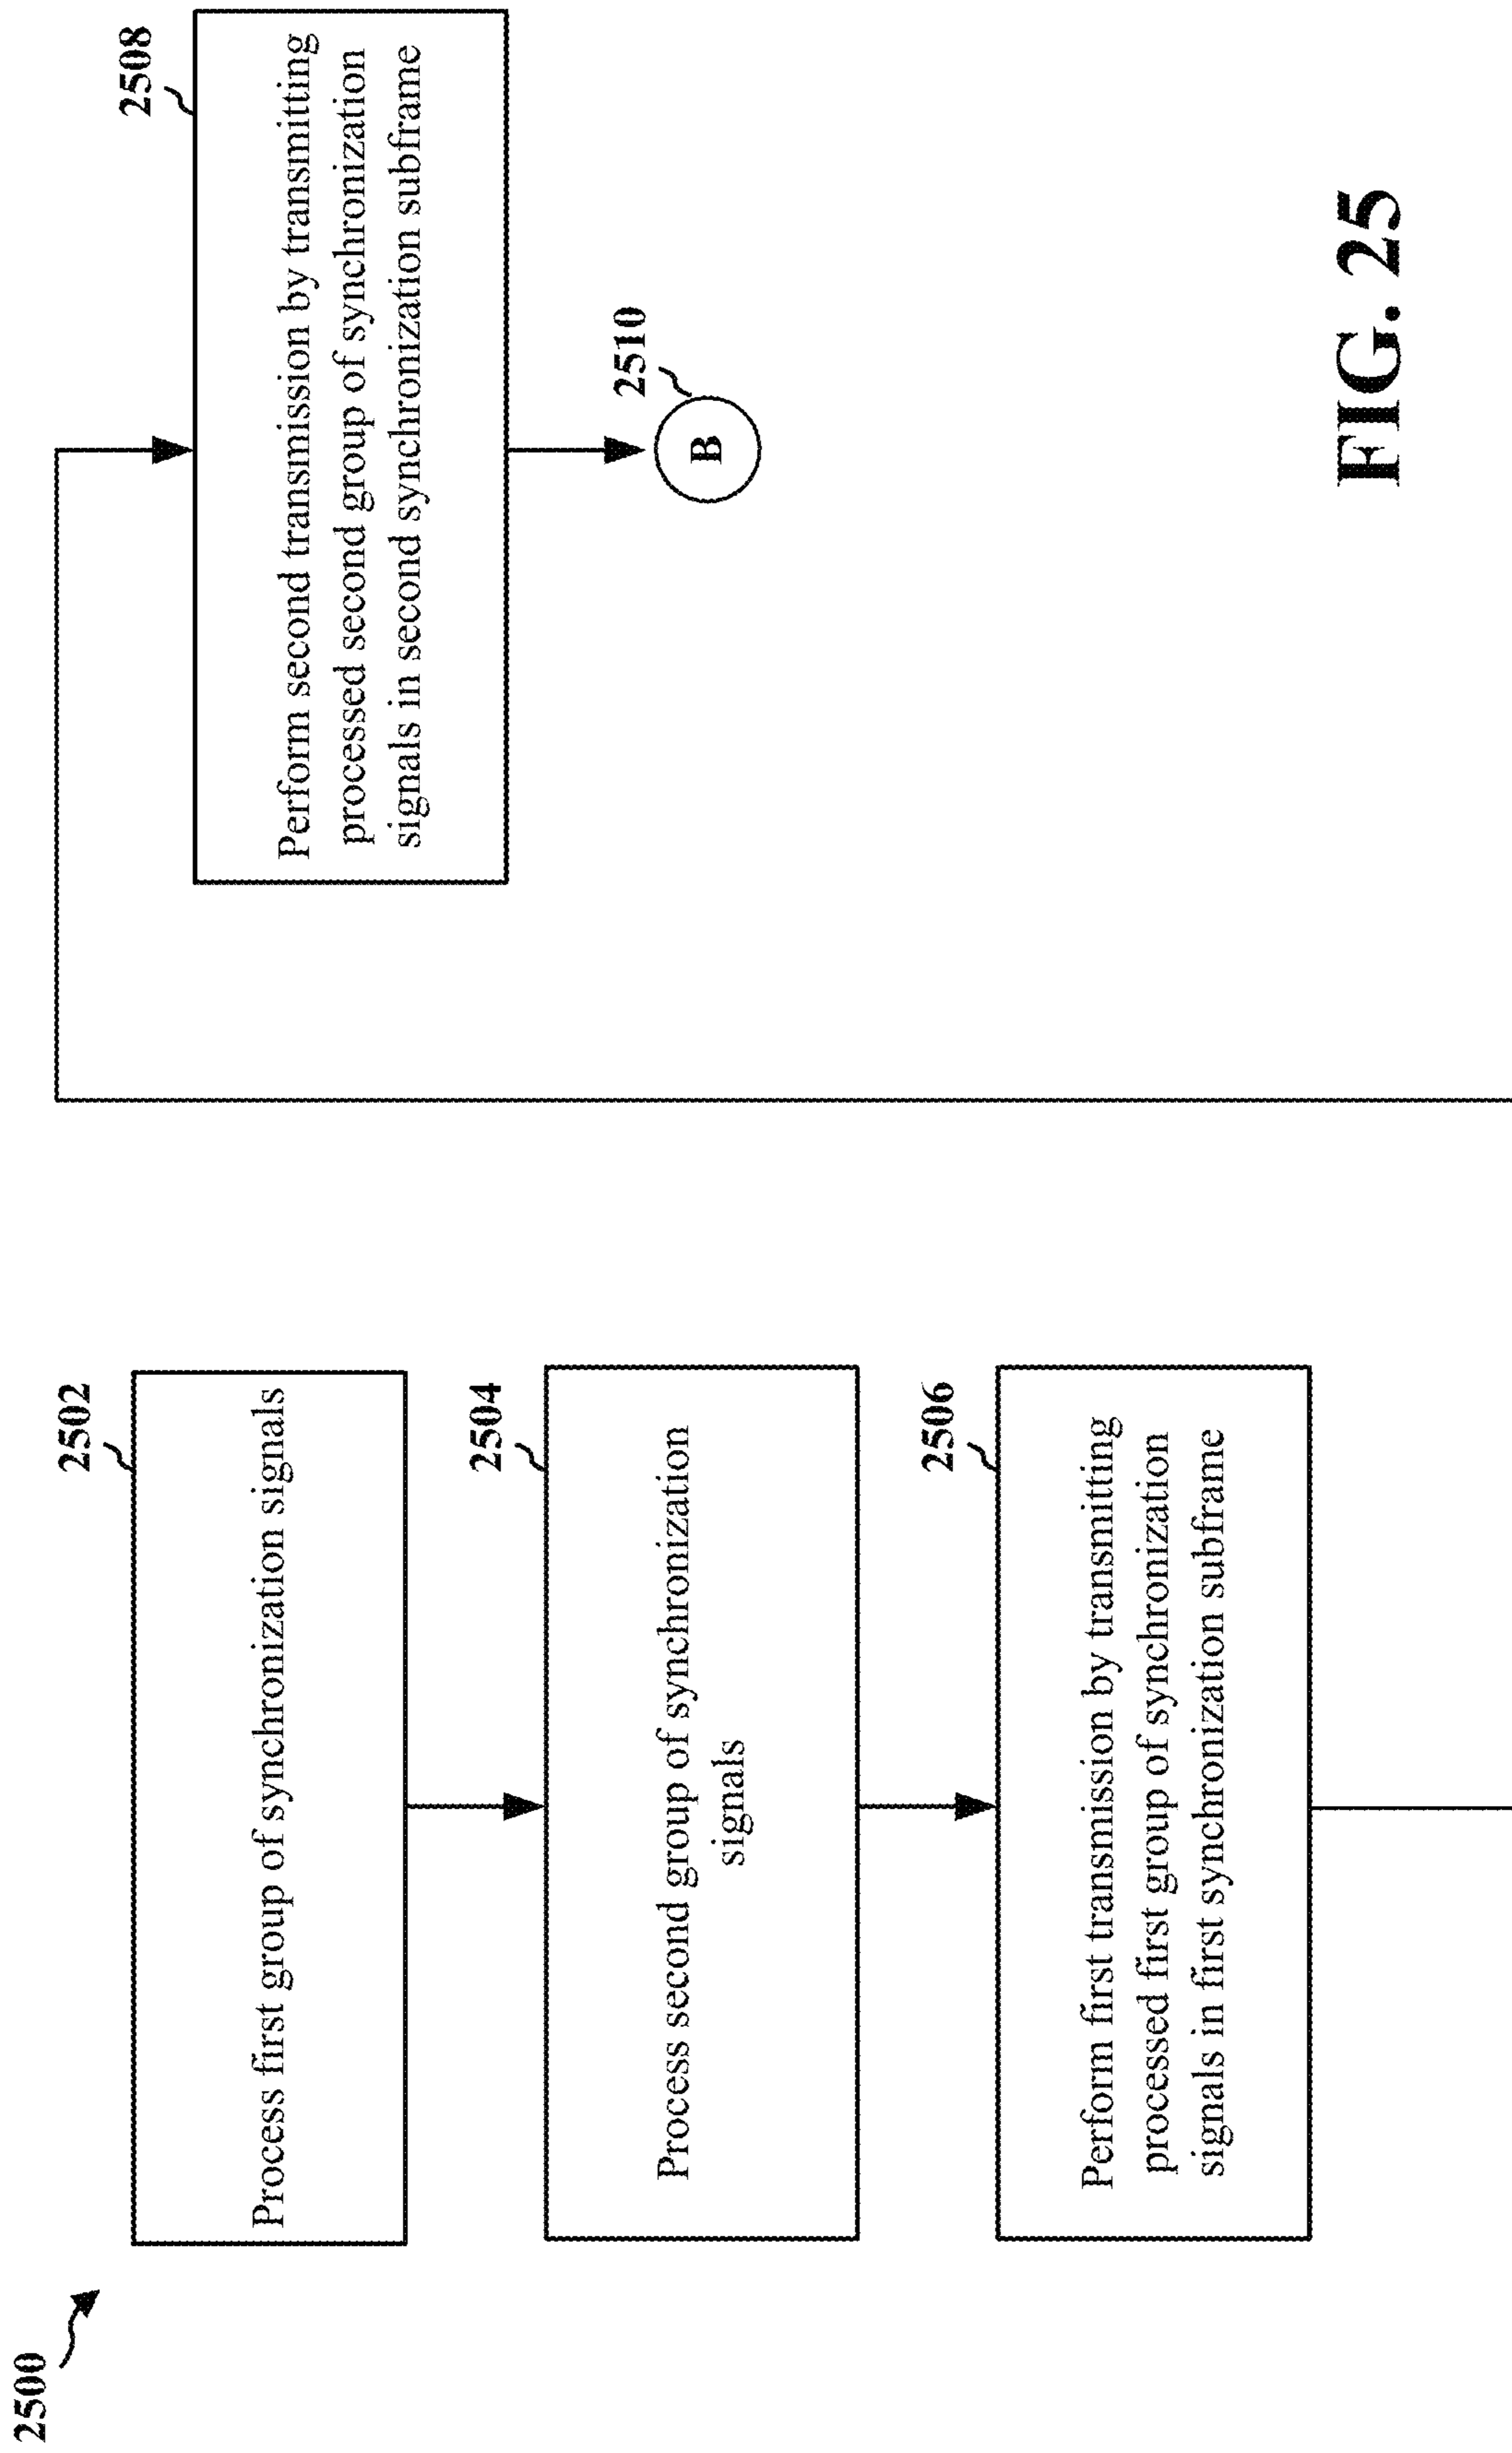 2500
2502
Process first group of synchronization signals
2504
Process second group of synchronization
signals
2506
Perform first transmission by transmitting
processed first group of synchronization
signals in first synchronization subframe
2508
Perform second transmission by transmitting
processed second group of synchronization
signals in second synchronization subframe
2510
B
FIG. 25